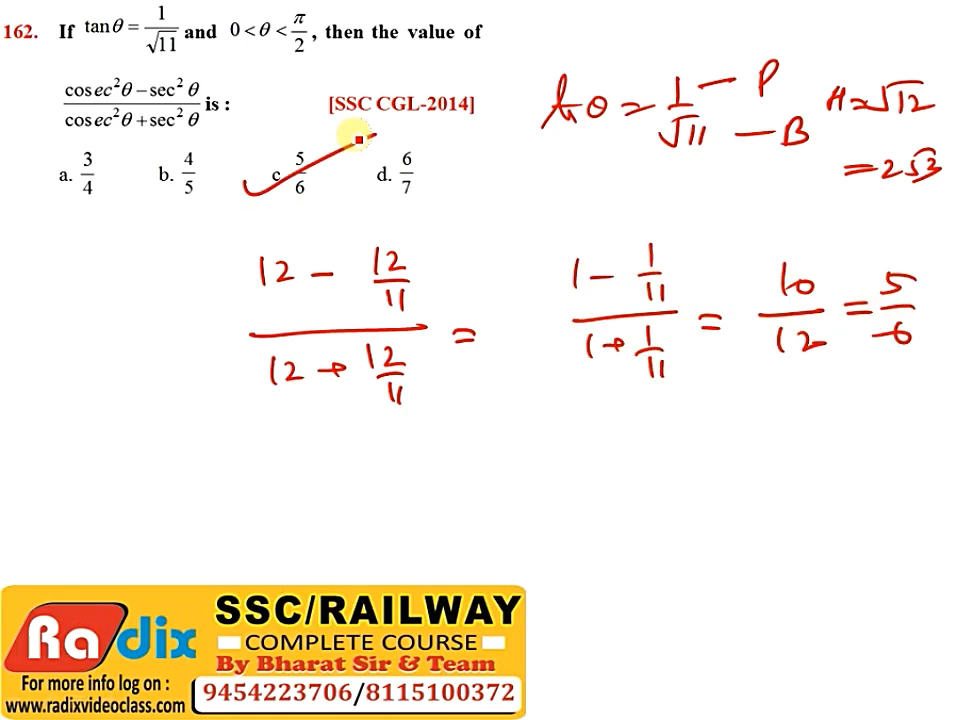 162. If tanθ = 1/√11 and 0 < θ < π/2, then the value of
(cosec²θ − sec²θ)/(cosec²θ + sec²θ) is :
[SSC CGL-2014]
a. 3/4 b. 4/5 c. 5/6 d. 6/7
tanθ = 1/√11 — P — B
H = √12
= 2√3
(12 − 12/11)/(12 + 12/11) = (1 − 1/11)/(1 + 1/11) = 10/12 = 5/6
Radix
For more info log on :
www.radixvideoclass.com
SSC/RAILWAY
COMPLETE COURSE
By Bharat Sir & Team
9454223706/8115100372